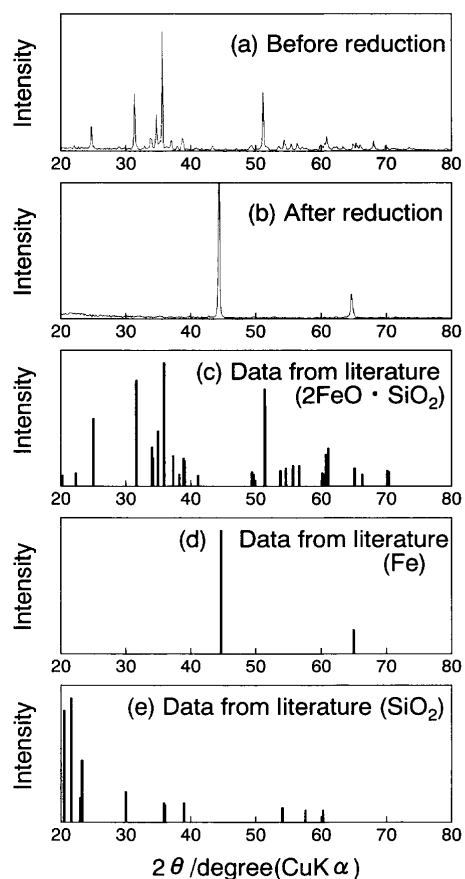 Intensity
(a) Before reduction
20 30 40 50 60 70 80
Intensity
(b) After reduction
20 30 40 50 60 70 80
Intensity
(c) Data from literature
(2FeO・SiO₂)
20 30 40 50 60 70 80
Intensity
(d) Data from literature
(Fe)
20 30 40 50 60 70 80
Intensity
(e) Data from literature (SiO₂)
20 30 40 50 60 70 80
2θ/degree(CuKα)